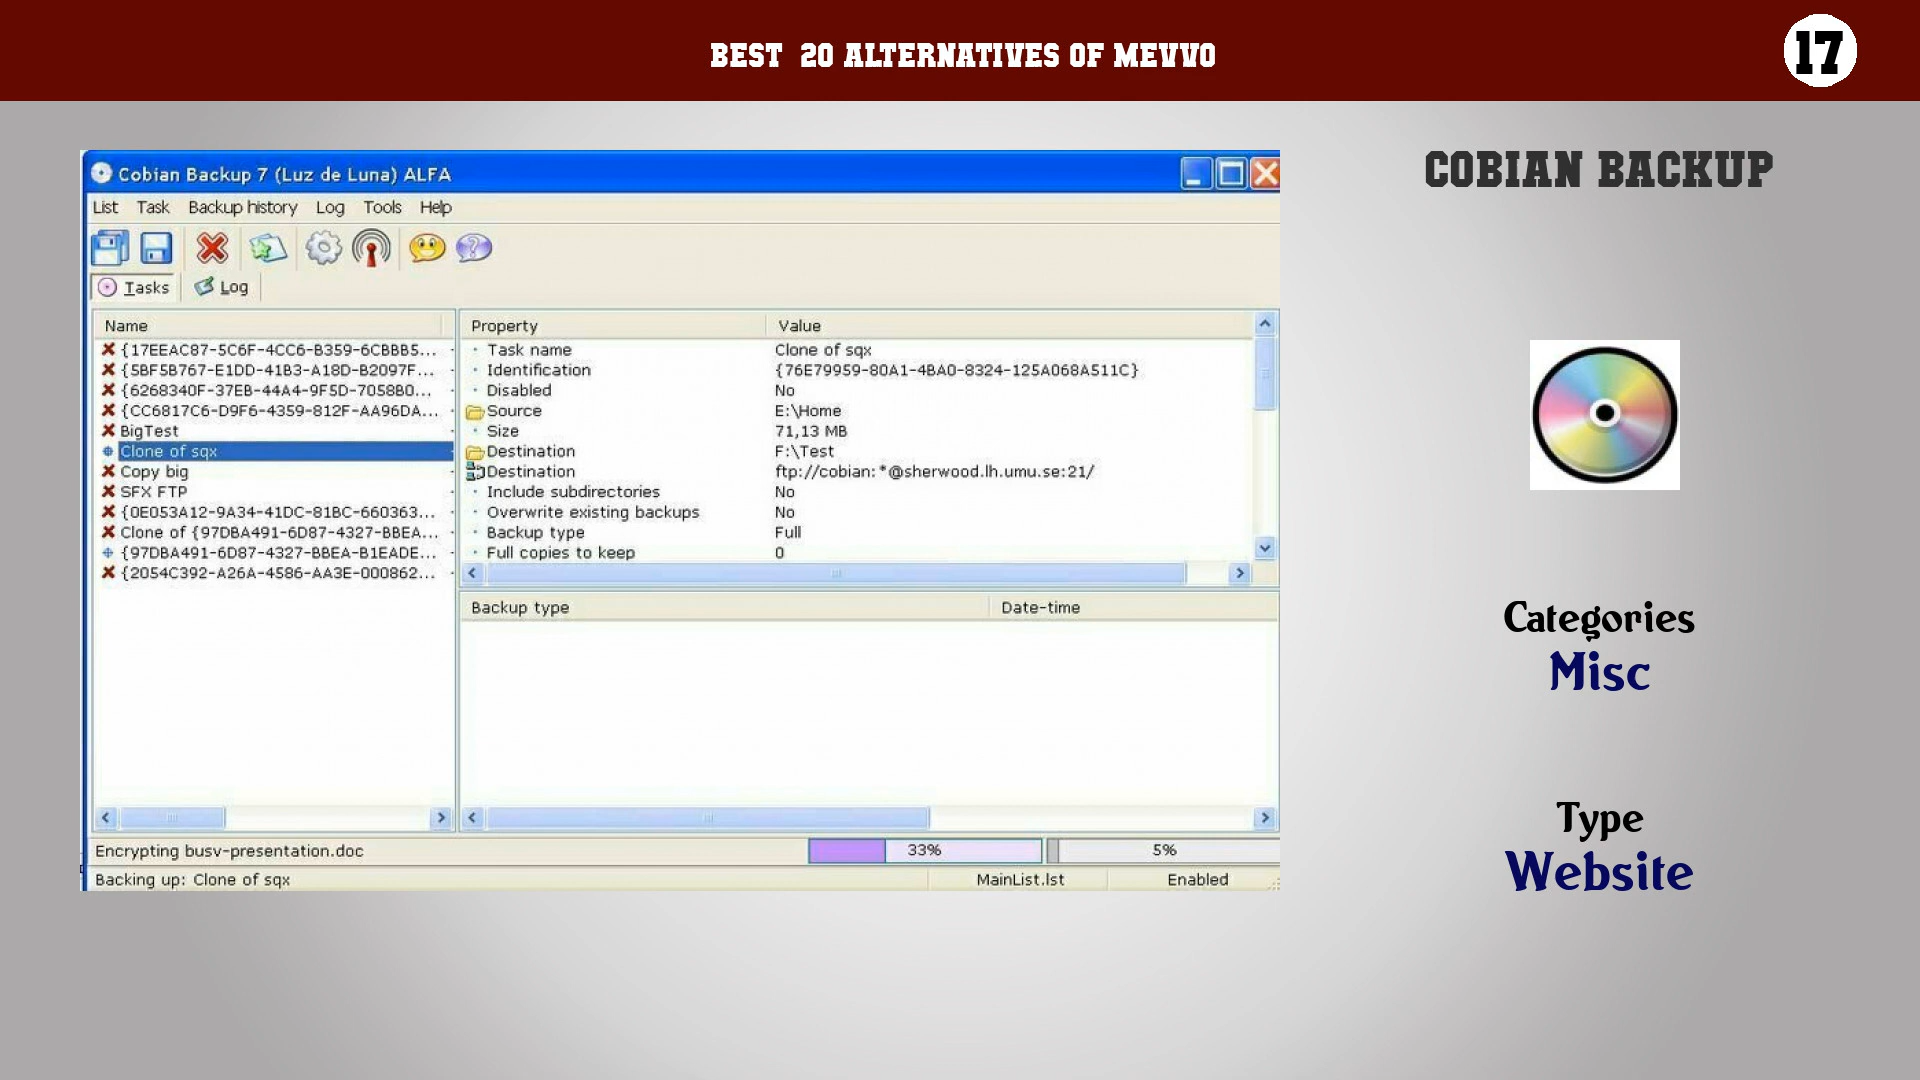 BEST 20 ALTERNATIVES OF MEVVO
17
Cobian Backup 7 (Luz de Luna) ALFA
List Task Backup history Log Tools Help
Tasks Log
Name
{17EEAC87-5C6F-4CC6-B359-6CBBB5...
{5BF5B767-E1DD-41B3-A18D-B2097F...
{6268340F-37EB-44A4-9F5D-7058B0...
{CC6817C6-D9F6-4359-812F-AA96DA...
BigTest
Clone of sqx
Copy big
SFX FTP
{0E053A12-9A34-41DC-81BC-660363...
Clone of {97DBA491-6D87-4327-BBEA...
{97DBA491-6D87-4327-BBEA-B1EADE...
{2054C392-A26A-4586-AA3E-000862...
Property Value
Task name Clone of sqx
Identification {76E79959-80A1-4BA0-8324-125A068A511C}
Disabled No
Source E:\Home
Size 71,13 MB
Destination F:\Test
Destination ftp://cobian:*@sherwood.lh.umu.se:21/
Include subdirectories No
Overwrite existing backups No
Backup type Full
Full copies to keep 0
Backup type Date-time
Encrypting busv-presentation.doc 33% 5%
Backing up: Clone of sqx MainList.lst Enabled
COBIAN BACKUP
Categories
Misc
Type
Website